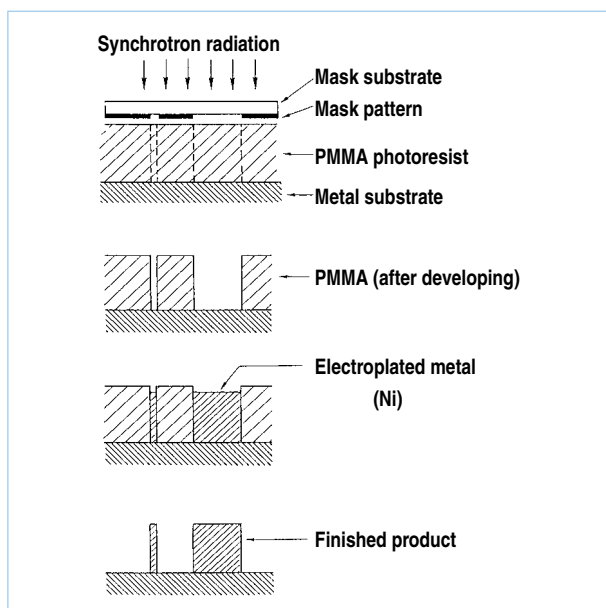 Synchrotron radiation
Mask substrate
Mask pattern
PMMA photoresist
Metal substrate
PMMA (after developing)
Electroplated metal
(Ni)
Finished product